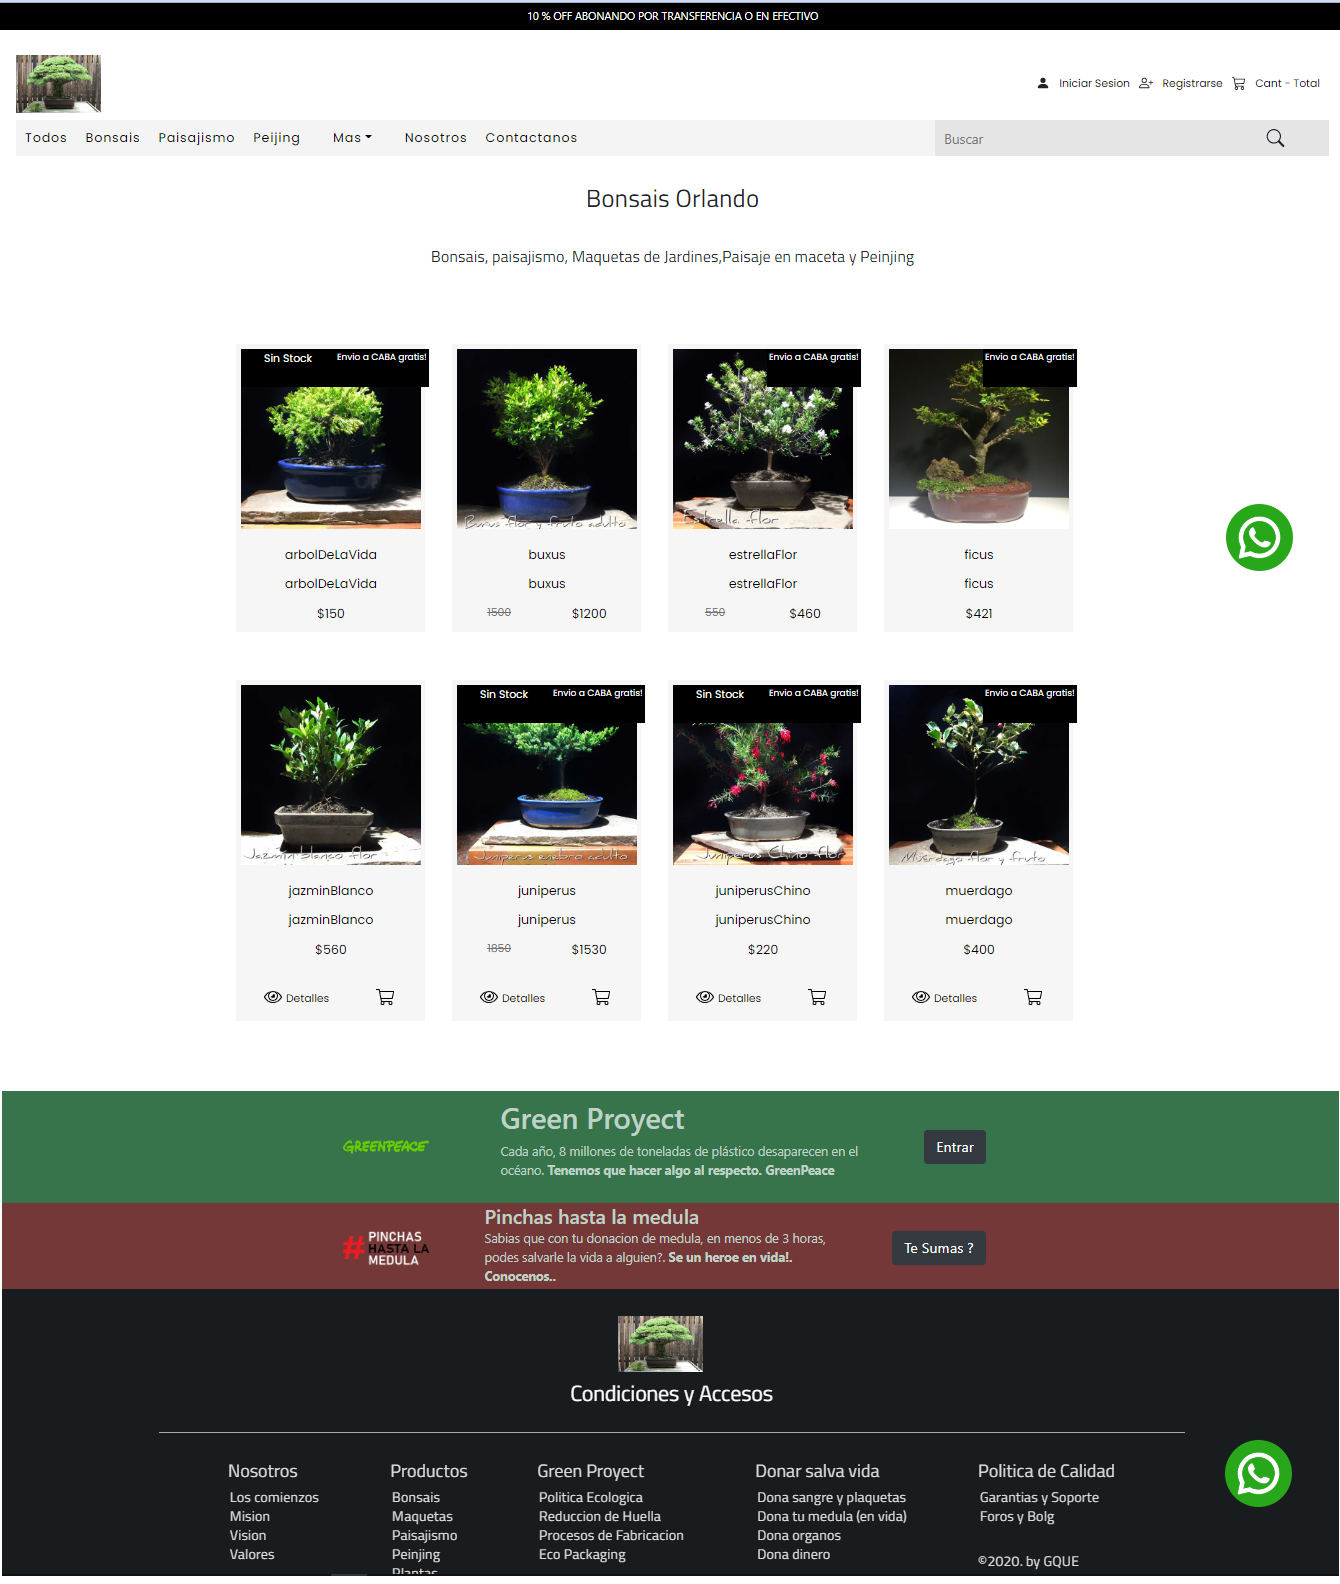 10 % OFF ABONANDO POR TRANSFERENCIA O EN EFECTIVO
Iniciar Sesion Registrarse Cant - Total
Todos Bonsais Paisajismo Peijing Mas Nosotros Contactanos Buscar
Bonsais Orlando
Bonsais, paisajismo, Maquetas de Jardines,Paisaje en maceta y Peinjing
Sin Stock Envio a CABA gratis!
arbolDeLaVida
arbolDeLaVida
$150
Buxus flor y fruto adulto
buxus
buxus
1500 $1200
Envio a CABA gratis!
Estrella flor
estrellaFlor
estrellaFlor
550 $460
Envio a CABA gratis!
ficus
ficus
$421
Jazmin blanco flor
jazminBlanco
jazminBlanco
$560
Detalles
Sin Stock Envio a CABA gratis!
Juniperus enebro adulto
juniperus
juniperus
1850 $1530
Detalles
Sin Stock Envio a CABA gratis!
Juniperus Chino flor
juniperusChino
juniperusChino
$220
Detalles
Envio a CABA gratis!
Muerdago flor y fruto
muerdago
muerdago
$400
Detalles
GREENPEACE
Green Proyect
Cada año, 8 millones de toneladas de plástico desaparecen en el
océano. Tenemos que hacer algo al respecto. GreenPeace
Entrar
#PINCHAS
HASTA LA
MEDULA
Pinchas hasta la medula
Sabias que con tu donacion de medula, en menos de 3 horas,
podes salvarle la vida a alguien?. Se un heroe en vida!.
Conocenos..
Te Sumas ?
Condiciones y Accesos
Nosotros
Los comienzos
Mision
Vision
Valores
Productos
Bonsais
Maquetas
Paisajismo
Peinjing
Plantas
Green Proyect
Politica Ecologica
Reduccion de Huella
Procesos de Fabricacion
Eco Packaging
Donar salva vida
Dona sangre y plaquetas
Dona tu medula (en vida)
Dona organos
Dona dinero
Politica de Calidad
Garantias y Soporte
Foros y Bolg
©2020. by GQUE